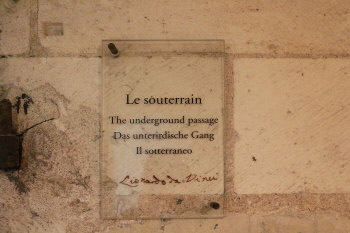 Le souterrain
The underground passage
Das unterirdische Gang
Il sotterraneo
Leonardo da Vinci